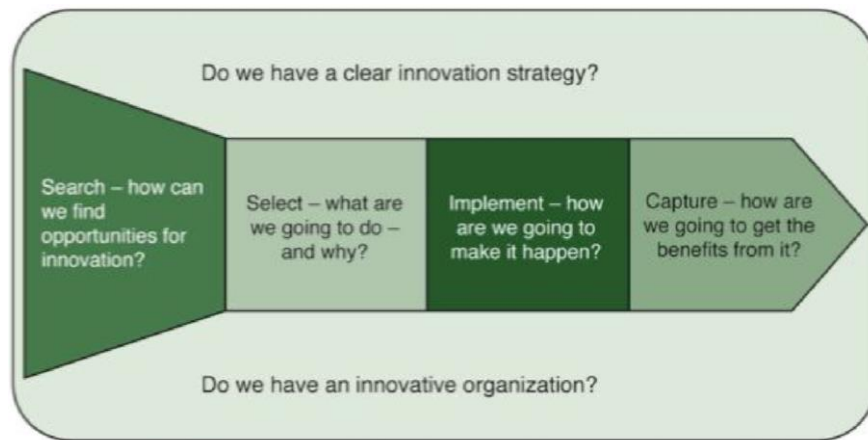 Do we have a clear innovation strategy?
Search – how can
we find
opportunities for
innovation?
Select – what are
we going to do –
and why?
Implement – how
are we going to
make it happen?
Capture – how are
we going to get the
benefits from it?
Do we have an innovative organization?